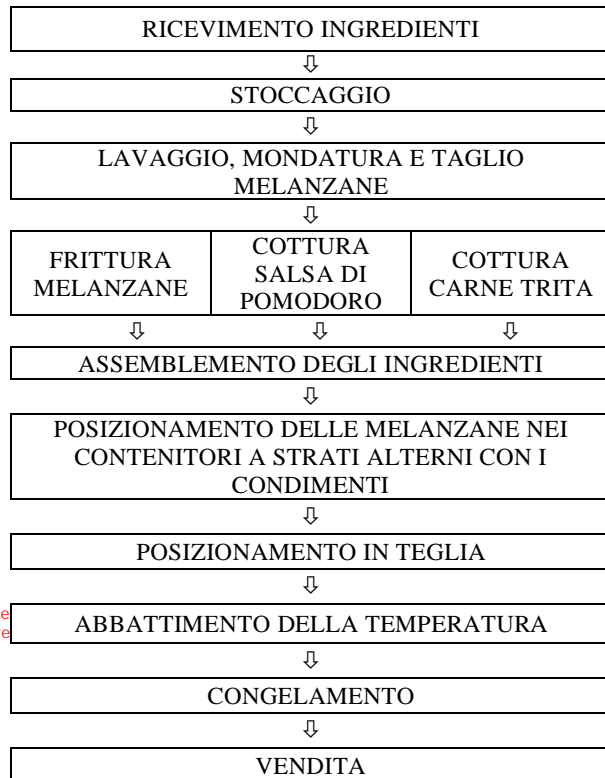 RICEVIMENTO INGREDIENTI
⇩
STOCCAGGIO
⇩
LAVAGGIO, MONDATURA E TAGLIO
MELANZANE
⇩
FRITTURA
MELANZANE
COTTURA
SALSA DI
POMODORO
COTTURA
CARNE TRITA
⇩ ⇩ ⇩
ASSEMBLEMENTO DEGLI INGREDIENTI
⇩
POSIZIONAMENTO DELLE MELANZANE NEI
CONTENITORI A STRATI ALTERNI CON I
CONDIMENTI
⇩
POSIZIONAMENTO IN TEGLIA
⇩
ABBATTIMENTO DELLA TEMPERATURA
⇩
CONGELAMENTO
⇩
VENDITA